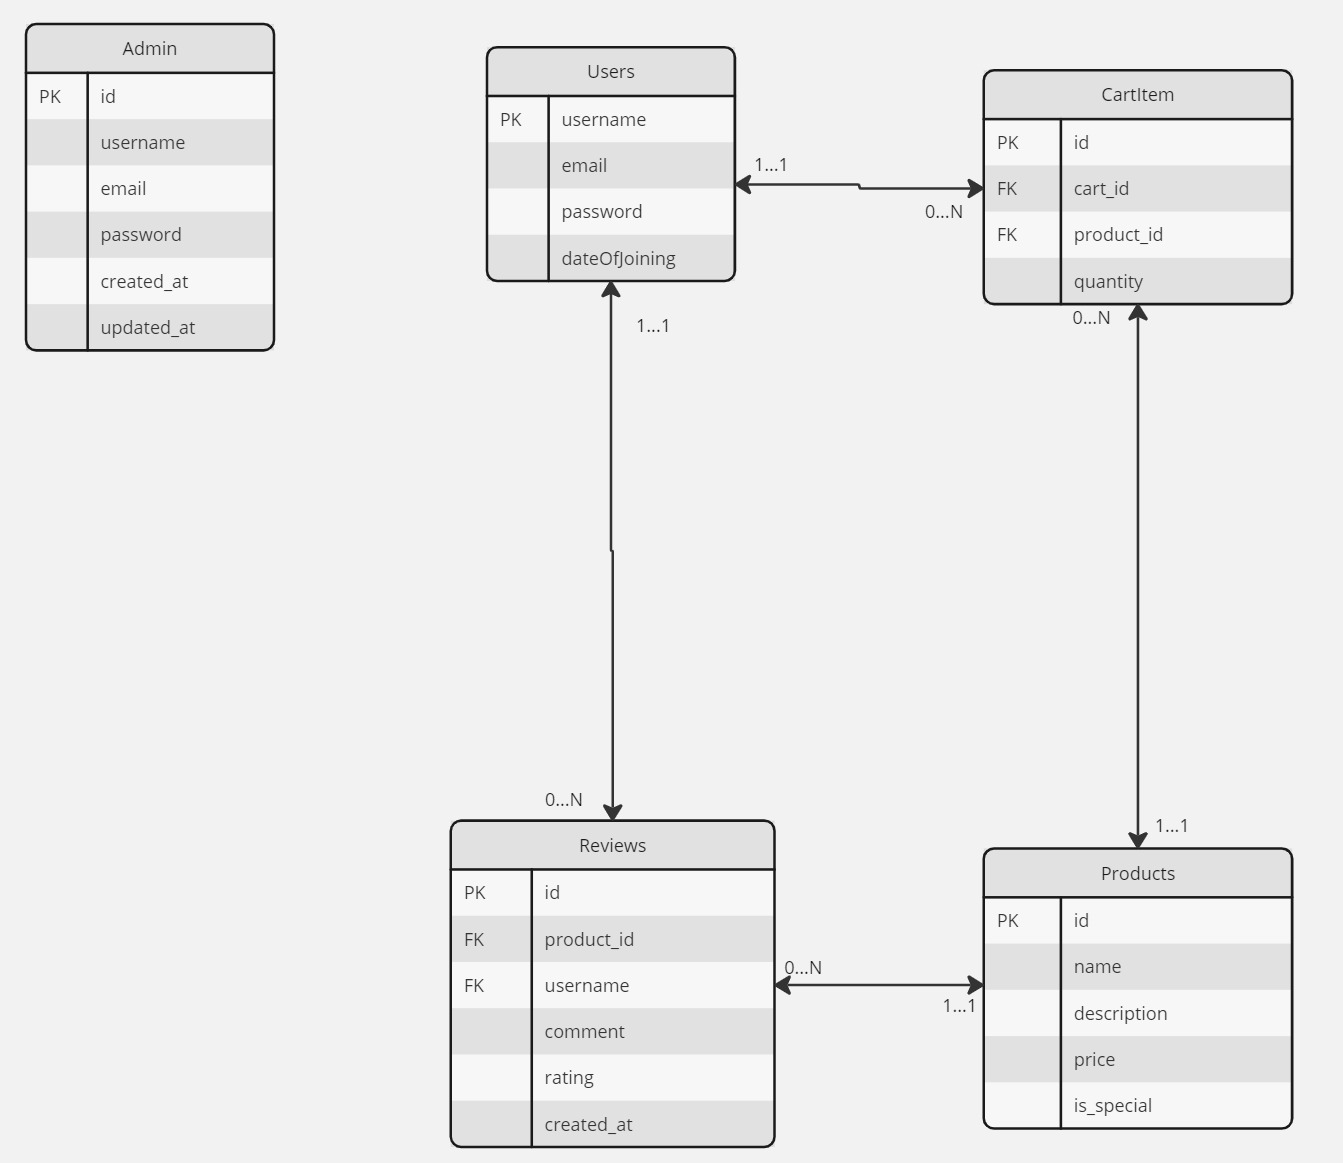 Admin
PK id
username
email
password
created_at
updated_at
Users
PK username
email
password
dateOfJoining
1...1
0...N
CartItem
PK id
FK cart_id
FK product_id
quantity
0...N
1...1
1...1
0...N
Reviews
PK id
FK product_id
FK username
comment
rating
created_at
0...N
1...1
Products
PK id
name
description
price
is_special